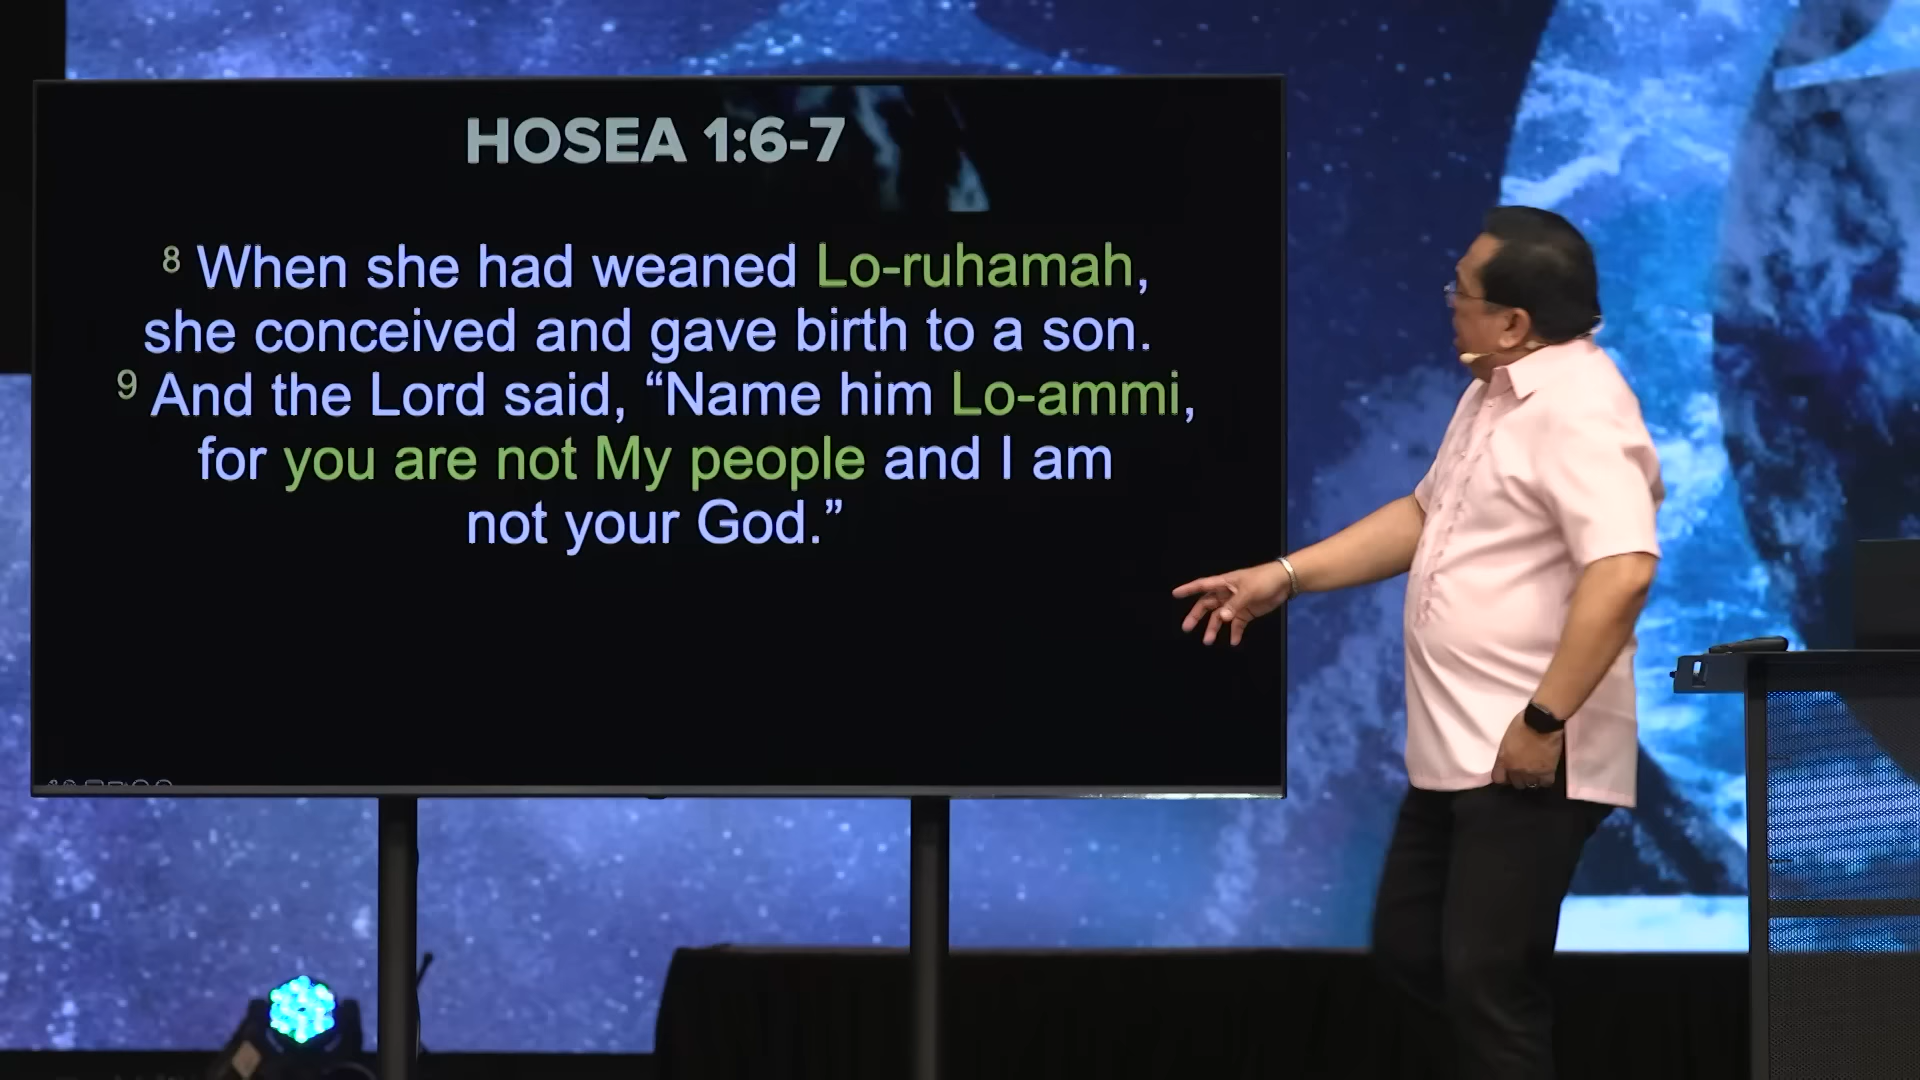 HOSEA 1:6-7
8 When she had weaned Lo-ruhamah,
she conceived and gave birth to a son.
9 And the Lord said, “Name him Lo-ammi,
for you are not My people and I am
not your God.”